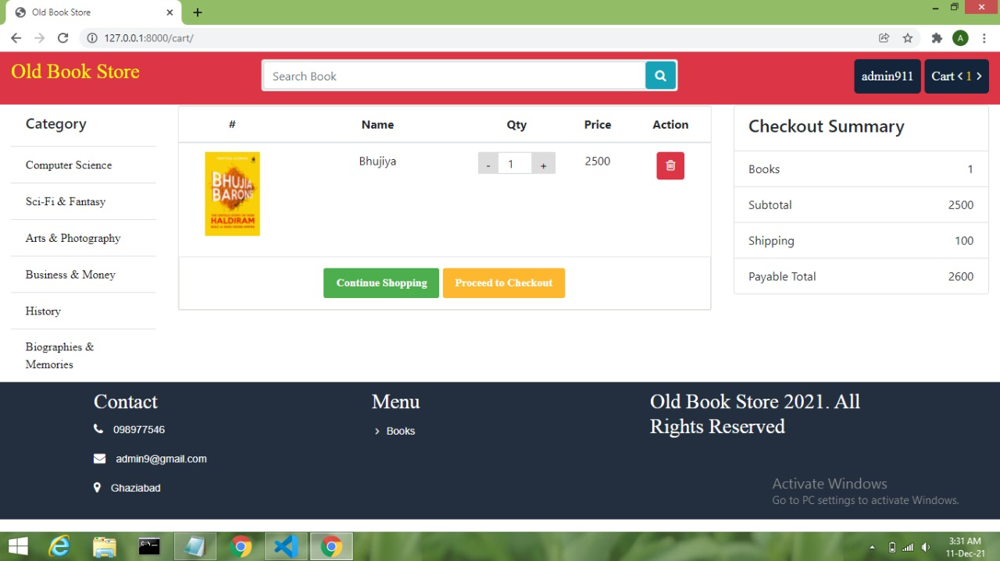 Old Book Store
127.0.0.1:8000/cart/
A
Old Book Store
Search Book
admin911
Cart < 1 >
Category
Computer Science
Sci-Fi & Fantasy
Arts & Photography
Business & Money
History
Biographies &
Memories
# Name Qty Price Action
BHUJIA
BARONS
HALDIRAM
Bhujiya - 1 + 2500
Continue Shopping Proceed to Checkout
Checkout Summary
Books 1
Subtotal 2500
Shipping 100
Payable Total 2600
Contact
098977546
admin9@gmail.com
Ghaziabad
Menu
> Books
Old Book Store 2021. All
Rights Reserved
Activate Windows
Go to PC settings to activate Windows.
3:31 AM
11-Dec-21